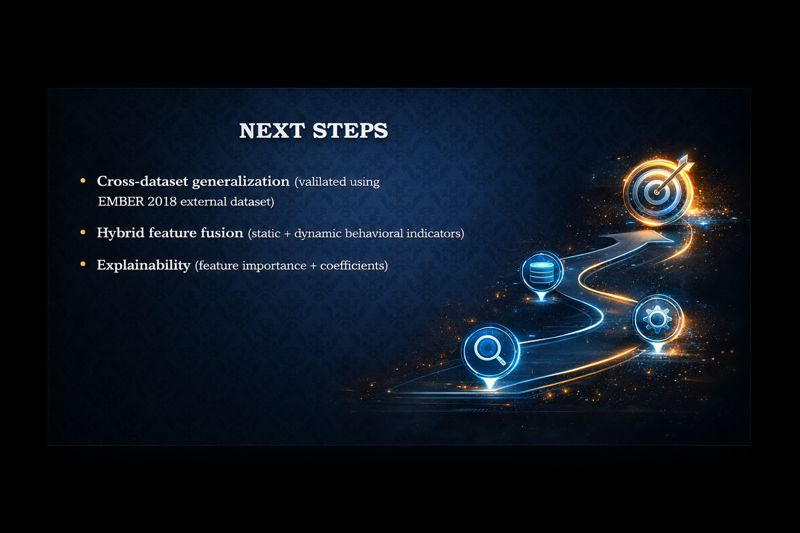 NEXT STEPS
• Cross-dataset generalization (valilated using
EMBER 2018 external dataset)
• Hybrid feature fusion (static + dynamic behavioral indicators)
• Explainability (feature importance + coefficients)